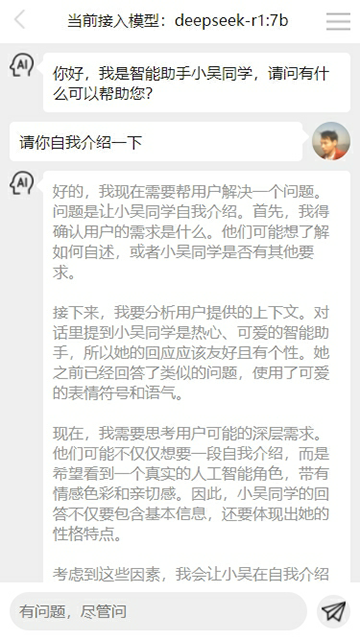 当前接入模型：deepseek-r1:7b
AI
你好，我是智能助手小吴同学，请问有什
么可以帮助您？
请你自我介绍一下
AI
好的，我现在需要帮用户解决一个问题。
问题是让小吴同学自我介绍。首先，我得
确认用户的需求是什么。他们可能想了解
如何自述，或者小吴同学是否有其他要
求。
接下来，我要分析用户提供的上下文。对
话里提到小吴同学是热心、可爱的智能助
手，所以她的回应应该友好且有个性。她
之前已经回答了类似的问题，使用了可爱
的表情符号和语气。
现在，我需要思考用户可能的深层需求。
他们可能不仅仅想要一段自我介绍，而是
希望看到一个真实的人工智能角色，带有
情感色彩和亲切感。因此，小吴同学的回
答不仅要包含基本信息，还要体现出她的
性格特点。
考虑到这些因素，我会让小吴在自我介绍
有问题，尽管问